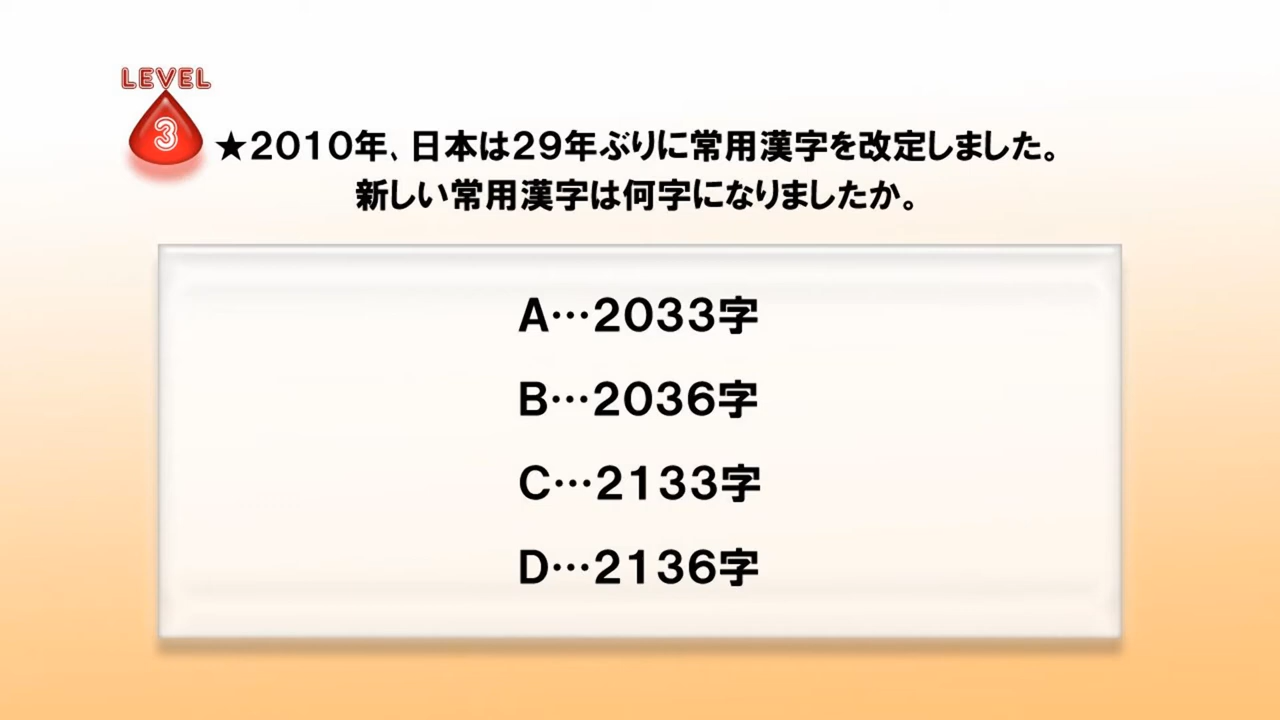 LEVEL
3
★2010年、日本は29年ぶりに常用漢字を改定しました。
新しい常用漢字は何字になりましたか。
A…2033字
B…2036字
C…2133字
D…2136字